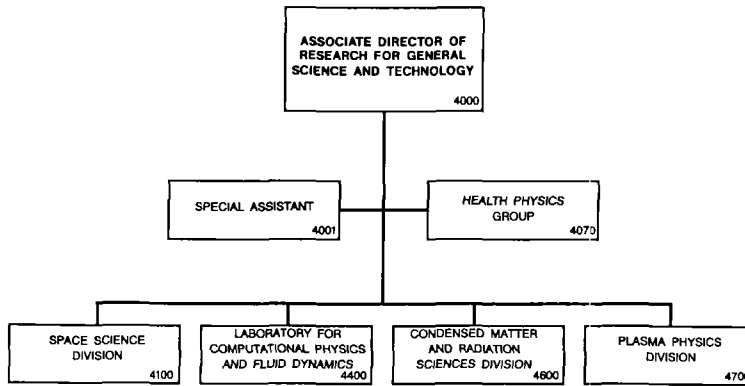 ASSOCIATE DIRECTOR OF
RESEARCH FOR GENERAL
SCIENCE AND TECHNOLOGY
4000
SPECIAL ASSISTANT
4001
HEALTH PHYSICS
GROUP
4070
SPACE SCIENCE
DIVISION
4100
LABORATORY FOR
COMPUTATIONAL PHYSICS
AND FLUID DYNAMICS
4400
CONDENSED MATTER
AND RADIATION
SCIENCES DIVISION
4600
PLASMA PHYSICS
DIVISION
4700